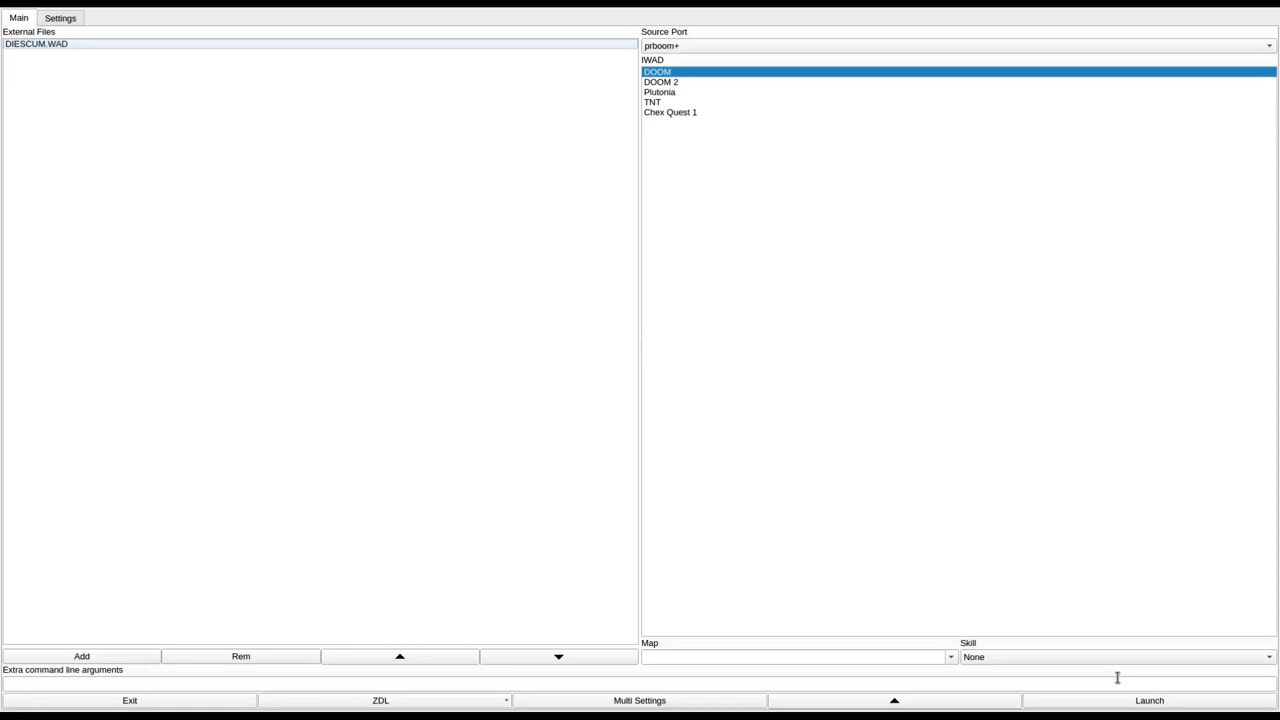 Main Settings
External Files
DIESCUM.WAD
Source Port
prboom+
IWAD
DOOM
DOOM 2
Plutonia
TNT
Chex Quest 1
Map Skill
None
Add Rem
Extra command line arguments
Exit ZDL Multi Settings Launch